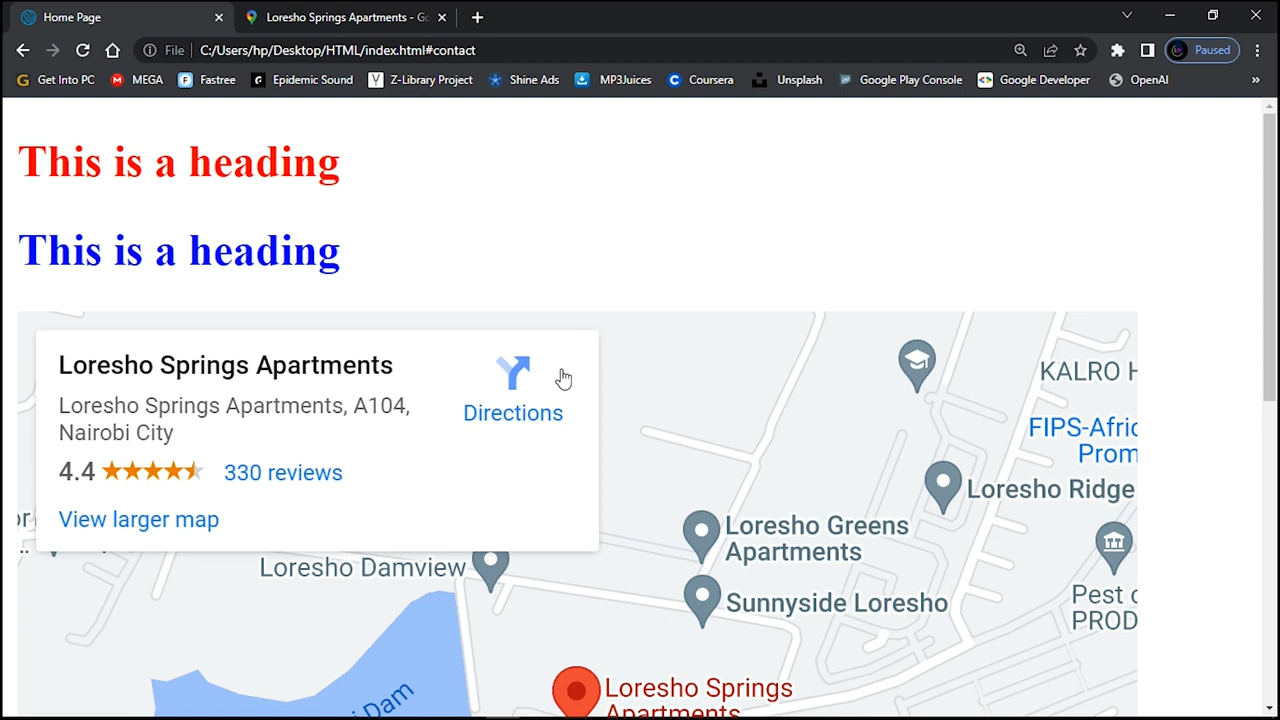 Home Page
Loresho Springs Apartments - Go
File
C:/Users/hp/Desktop/HTML/index.html#contact
Paused
Get Into PC
MEGA
Fastree
Epidemic Sound
Z-Library Project
Shine Ads
MP3Juices
Coursera
Unsplash
Google Play Console
Google Developer
OpenAI
This is a heading
This is a heading
Loresho Springs Apartments
Loresho Springs Apartments, A104,
Nairobi City
Directions
4.4
330 reviews
View larger map
KALRO H
FIPS-Afric
Prom
Loresho Ridge
Loresho Greens
Apartments
Loresho Damview
Sunnyside Loresho
Pest c
PROD
Loresho Springs
Apartments
Dam